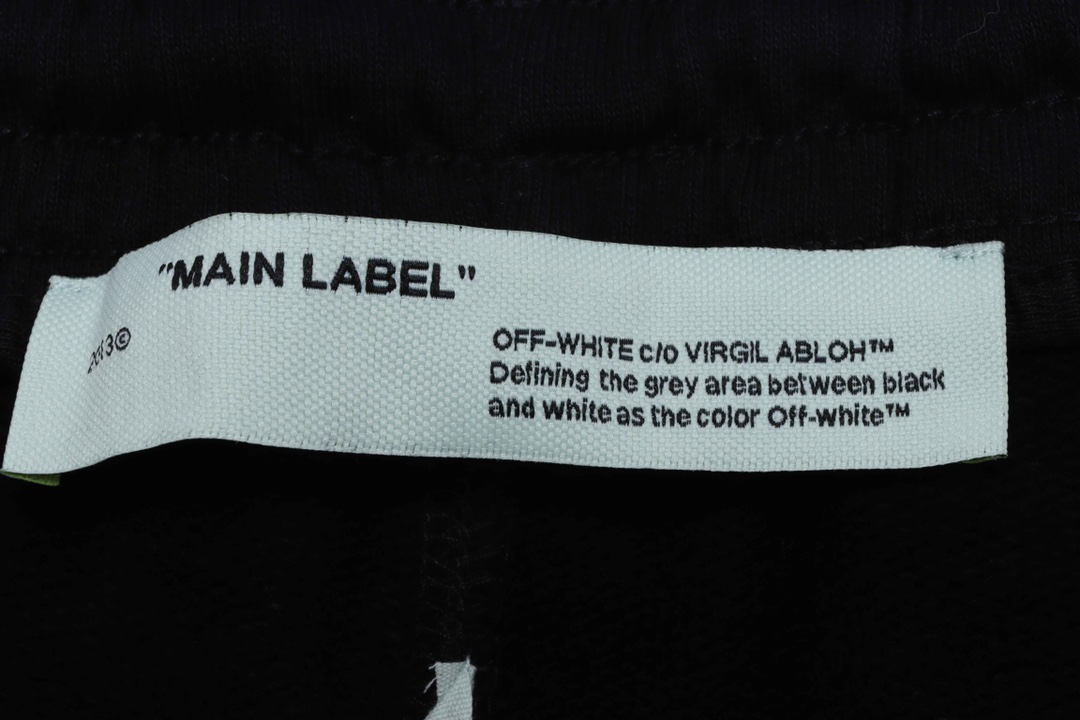 "MAIN LABEL"
OFF-WHITE c/o VIRGIL ABLOH™
Defining the grey area between black
and white as the color Off-white™